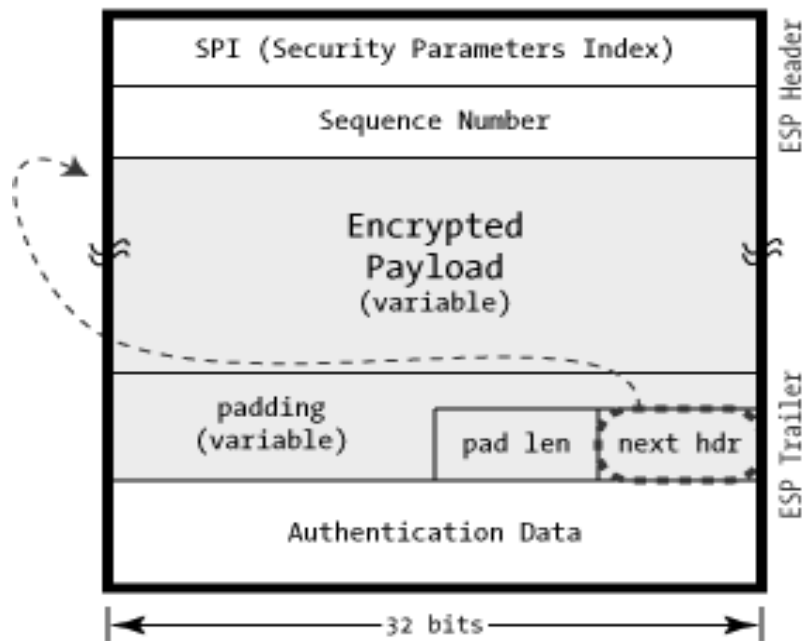 SPI (Security Parameters Index)
ESP Header
Sequence Number
Encrypted
Payload
(variable)
padding
(variable)
pad len
next hdr
ESP Trailer
Authentication Data
32 bits